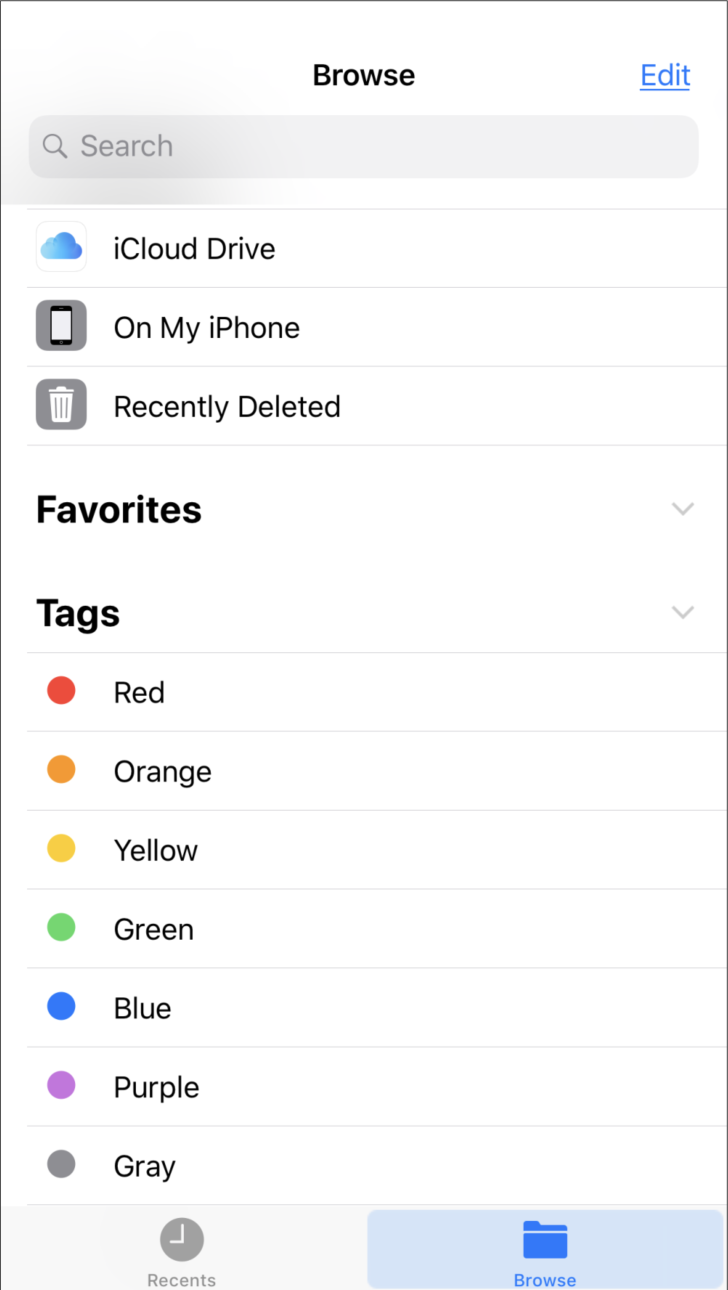 Browse
Edit
Search
iCloud Drive
On My iPhone
Recently Deleted
Favorites
Tags
Red
Orange
Yellow
Green
Blue
Purple
Gray
Recents
Browse